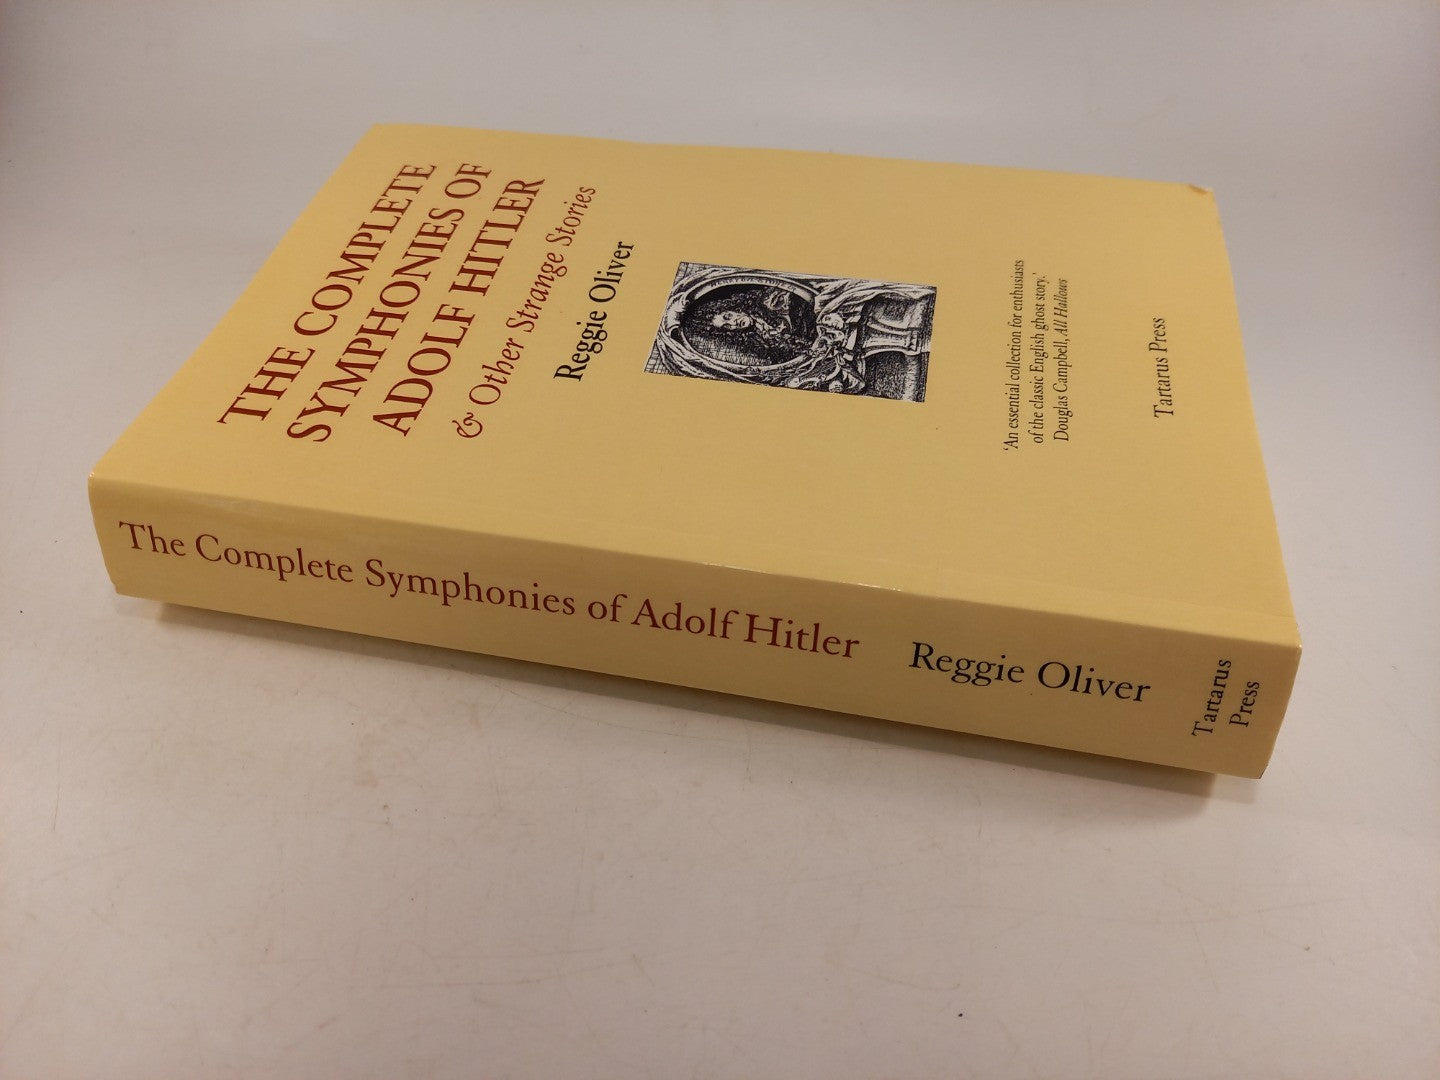 THE COMPLETE
SYMPHONIES OF
ADOLF HITLER
& Other Strange Stories
Reggie Oliver
'An essential collection for enthusiasts
of the classic English ghost story.'
Douglas Campbell, All Hallows
Tartarus Press
The Complete Symphonies of Adolf Hitler
Reggie Oliver
Tartarus
Press